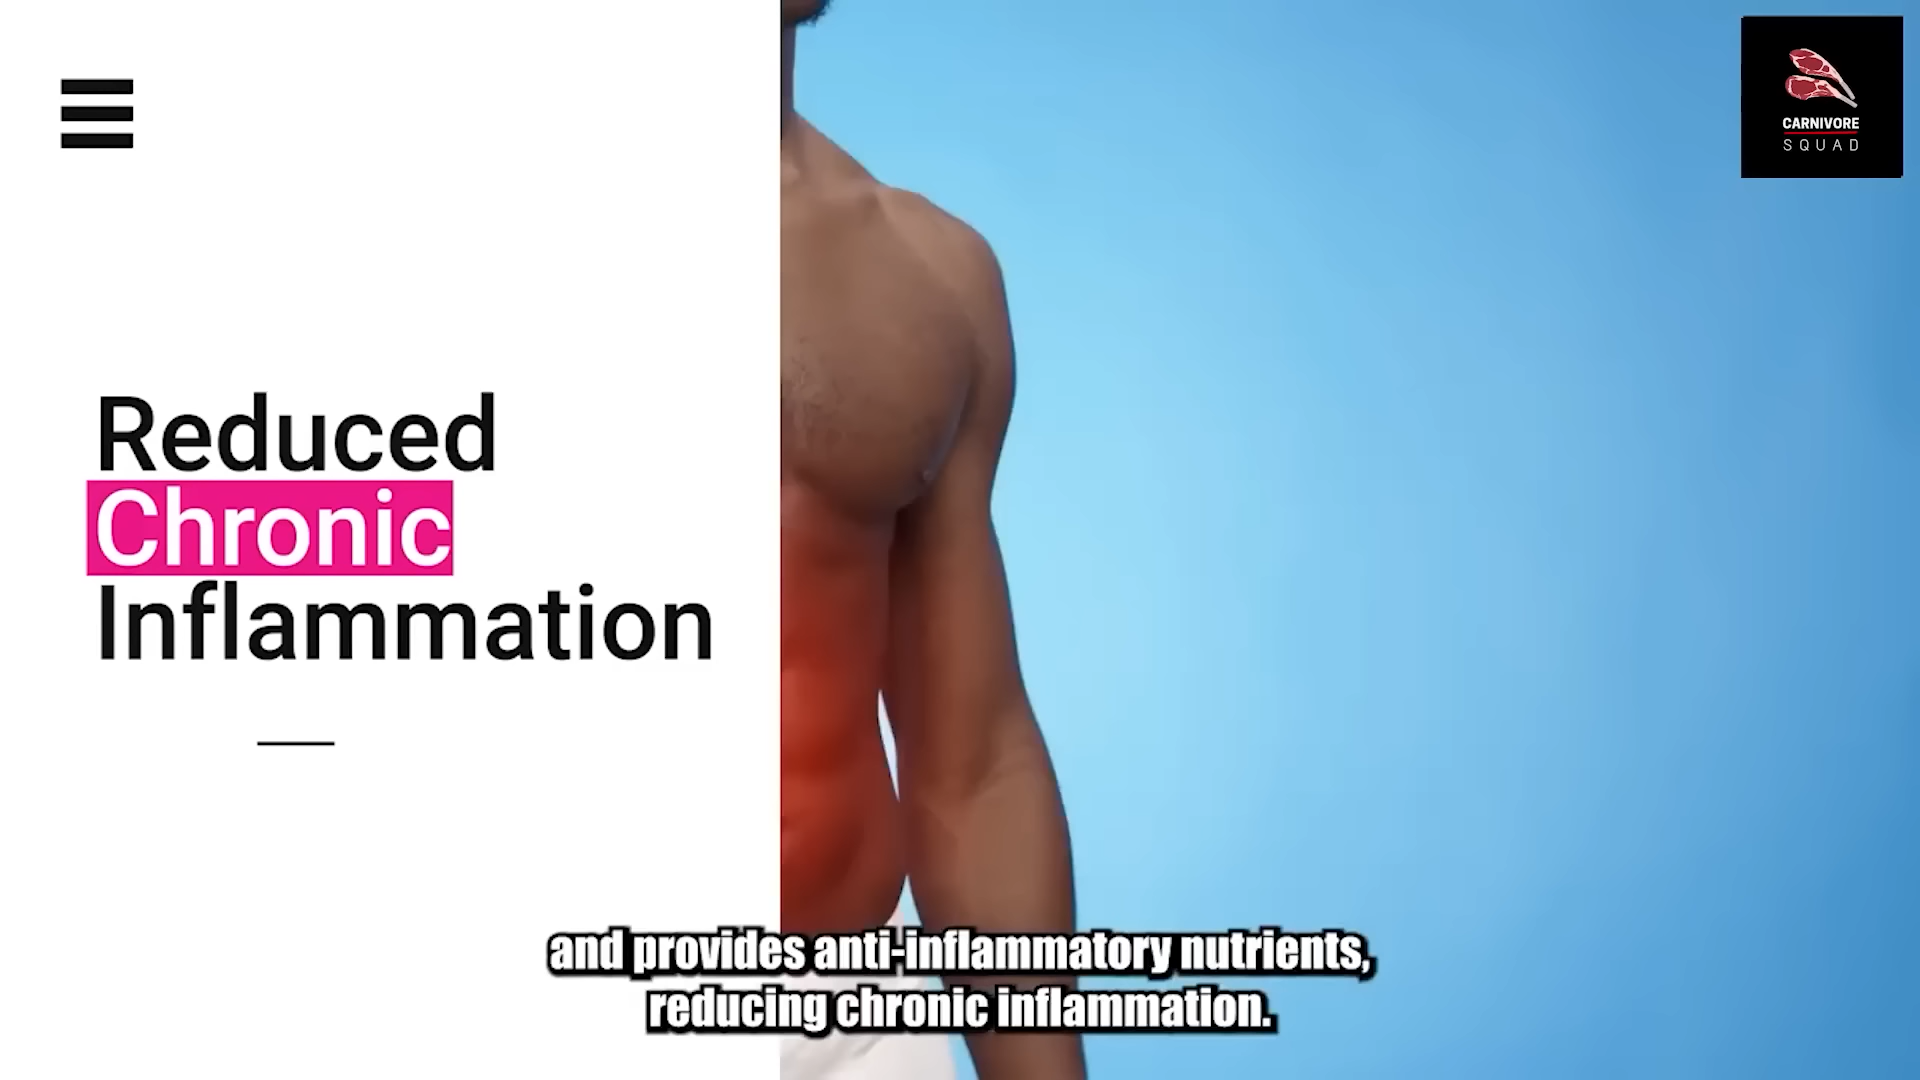 CARNIVORE
SQUAD
Reduced
Chronic
Inflammation
and provides anti-inflammatory nutrients,
reducing chronic inflammation.